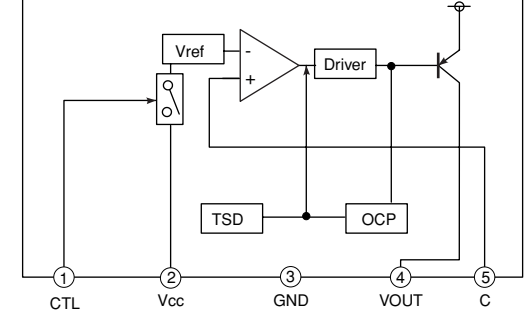 Vref
-
+
Driver
TSD
OCP
1
2
3
4
5
CTL
Vcc
GND
VOUT
C